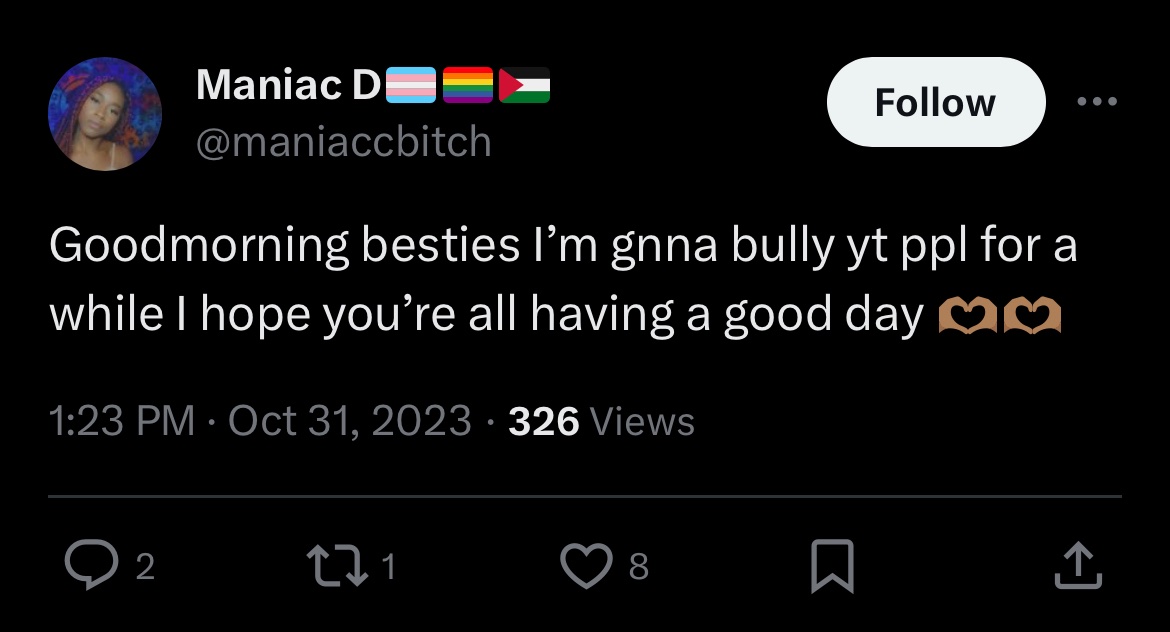 Maniac D🏳️‍⚧️🏳️‍🌈🇵🇸
@maniaccbitch
Follow
Goodmorning besties I’m gnna bully yt ppl for a
while I hope you’re all having a good day 🫶🏽🫶🏽
1:23 PM · Oct 31, 2023 · 326 Views
2 1 8